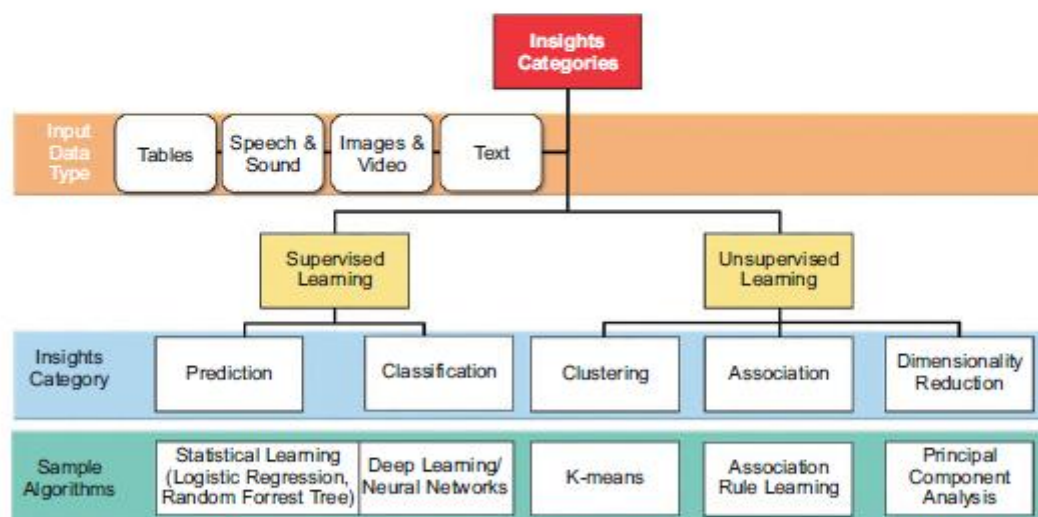 Insights
Categories
Input
Data
Type
Tables
Speech &
Sound
Images &
Video
Text
Supervised
Learning
Unsupervised
Learning
Insights
Category
Prediction
Classification
Clustering
Association
Dimensionality
Reduction
Sample
Algorithms
Statistical Learning
(Logistic Regression,
Random Forrest Tree)
Deep Learning/
Neural Networks
K-means
Association
Rule Learning
Principal
Component
Analysis